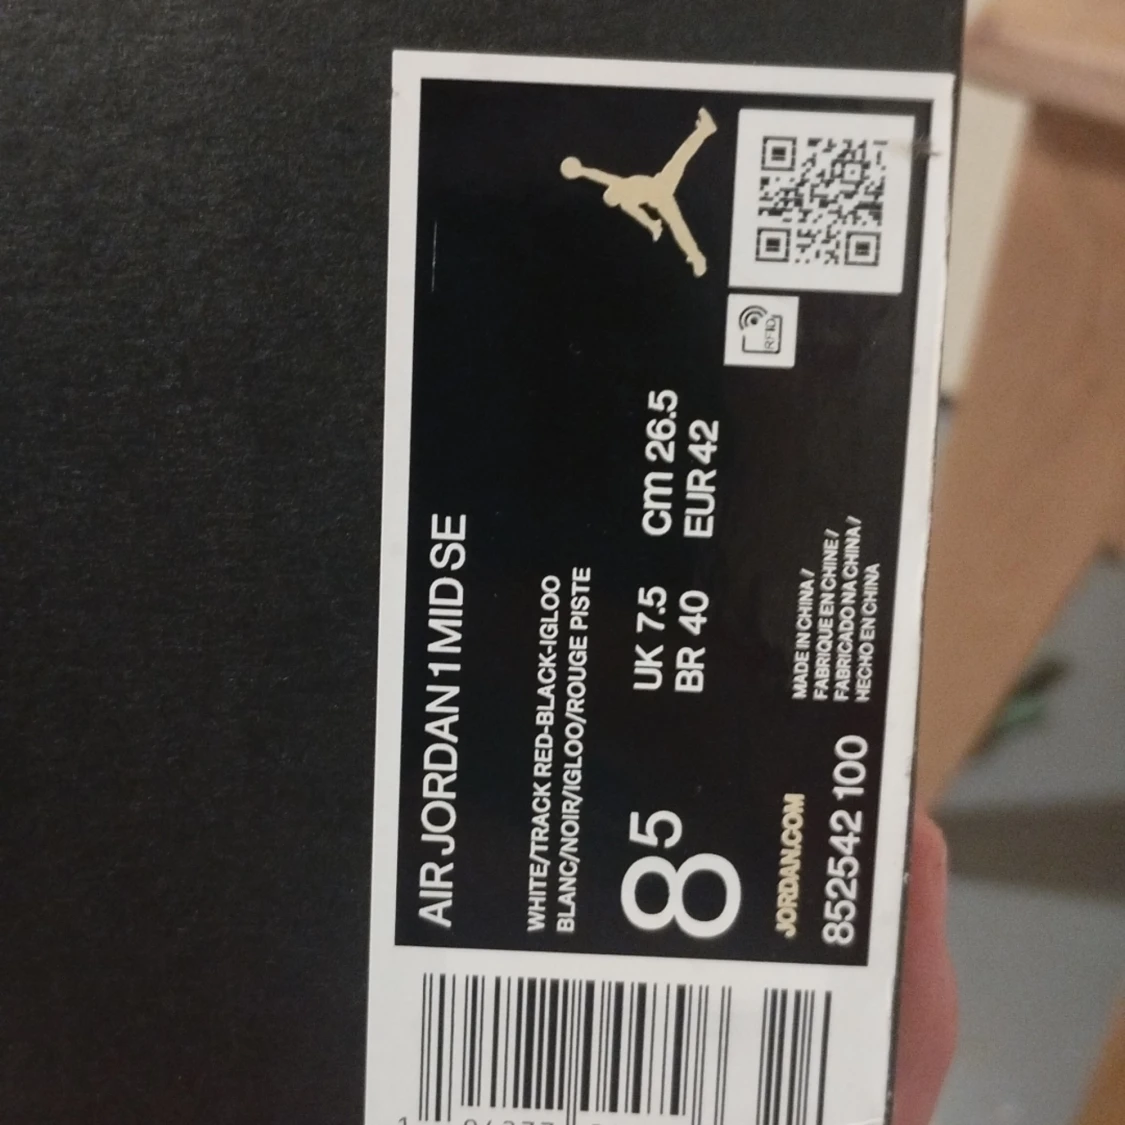 AIR JORDAN 1 MID SE
WHITE/TRACK RED-BLACK-IGLOO
BLANC/NOIR/IGLOO/ROUGE PISTE
8 5
UK 7.5 cm 26.5
BR 40 EUR 42
RFID
JORDAN.COM
852542 100
MADE IN CHINA /
FABRIQUE EN CHINE /
FABRICADO NA CHINA /
HECHO EN CHINA